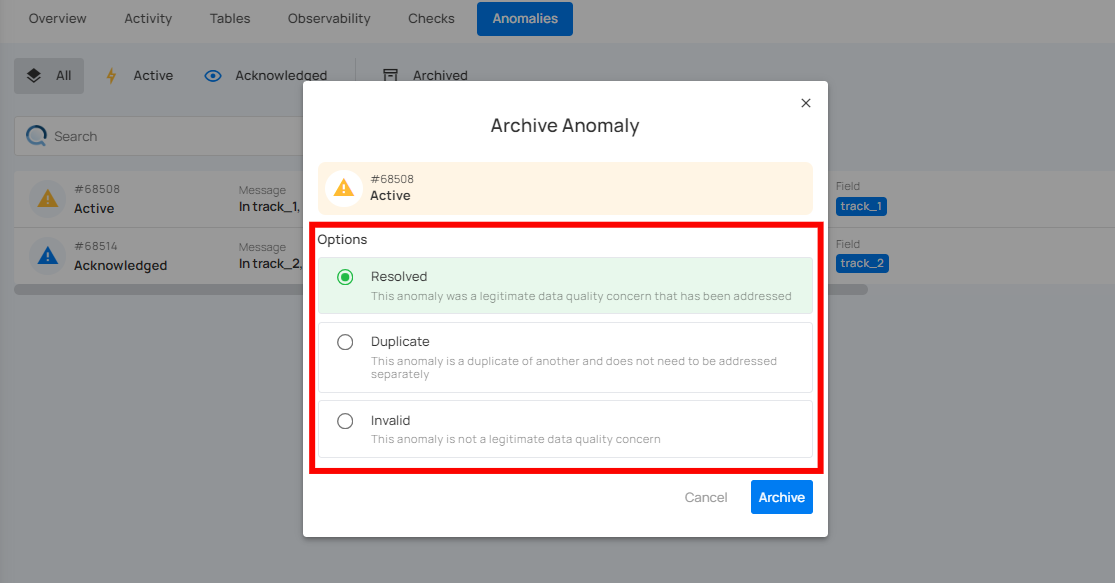 Overview Activity Tables Observability Checks Anomalies
All Active Acknowledged Archived
Search
Archive Anomaly
#68508
Active
#68508
Active
Message
In track_1,
Field
track_1
#68514
Acknowledged
Message
In track_2,
Field
track_2
Options
Resolved
This anomaly was a legitimate data quality concern that has been addressed
Duplicate
This anomaly is a duplicate of another and does not need to be addressed
separately
Invalid
This anomaly is not a legitimate data quality concern
Cancel Archive